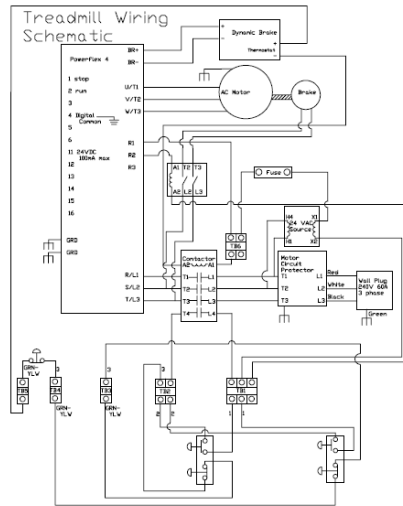 Treadmill Wiring
Schematic
Powerflex 4
1 stop
2 run
3
4 Digital
Common
5
6
11 24VDC
100mA max
12
13
14
15
16
GRD
GRD
BR+
BR-
U/T1
V/T2
W/T3
R1
R2
R3
R/L1
S/L2
T/L3
+
-
Dynamic Brake
Thermostat
AC Motor
Brake
A1 T2 T3
A2 L2 L3
Fuse
TB6
H4 X1
24 VAC
Source
H1 X2
Contactor
A2 A1
T1 L1
T2 L2
T3 L3
T4 L4
Motor
Circuit
Protector
T1 L1
T2 L2
T3 L3
Red
White
Black
Wall Plug
240V 60A
3 phase
Green
GRN-
YLW
TB5
3
TB4
GRN-
YLW
3
TB3
GRN-
YLW
3
TB2
2 2
TB1
1 1